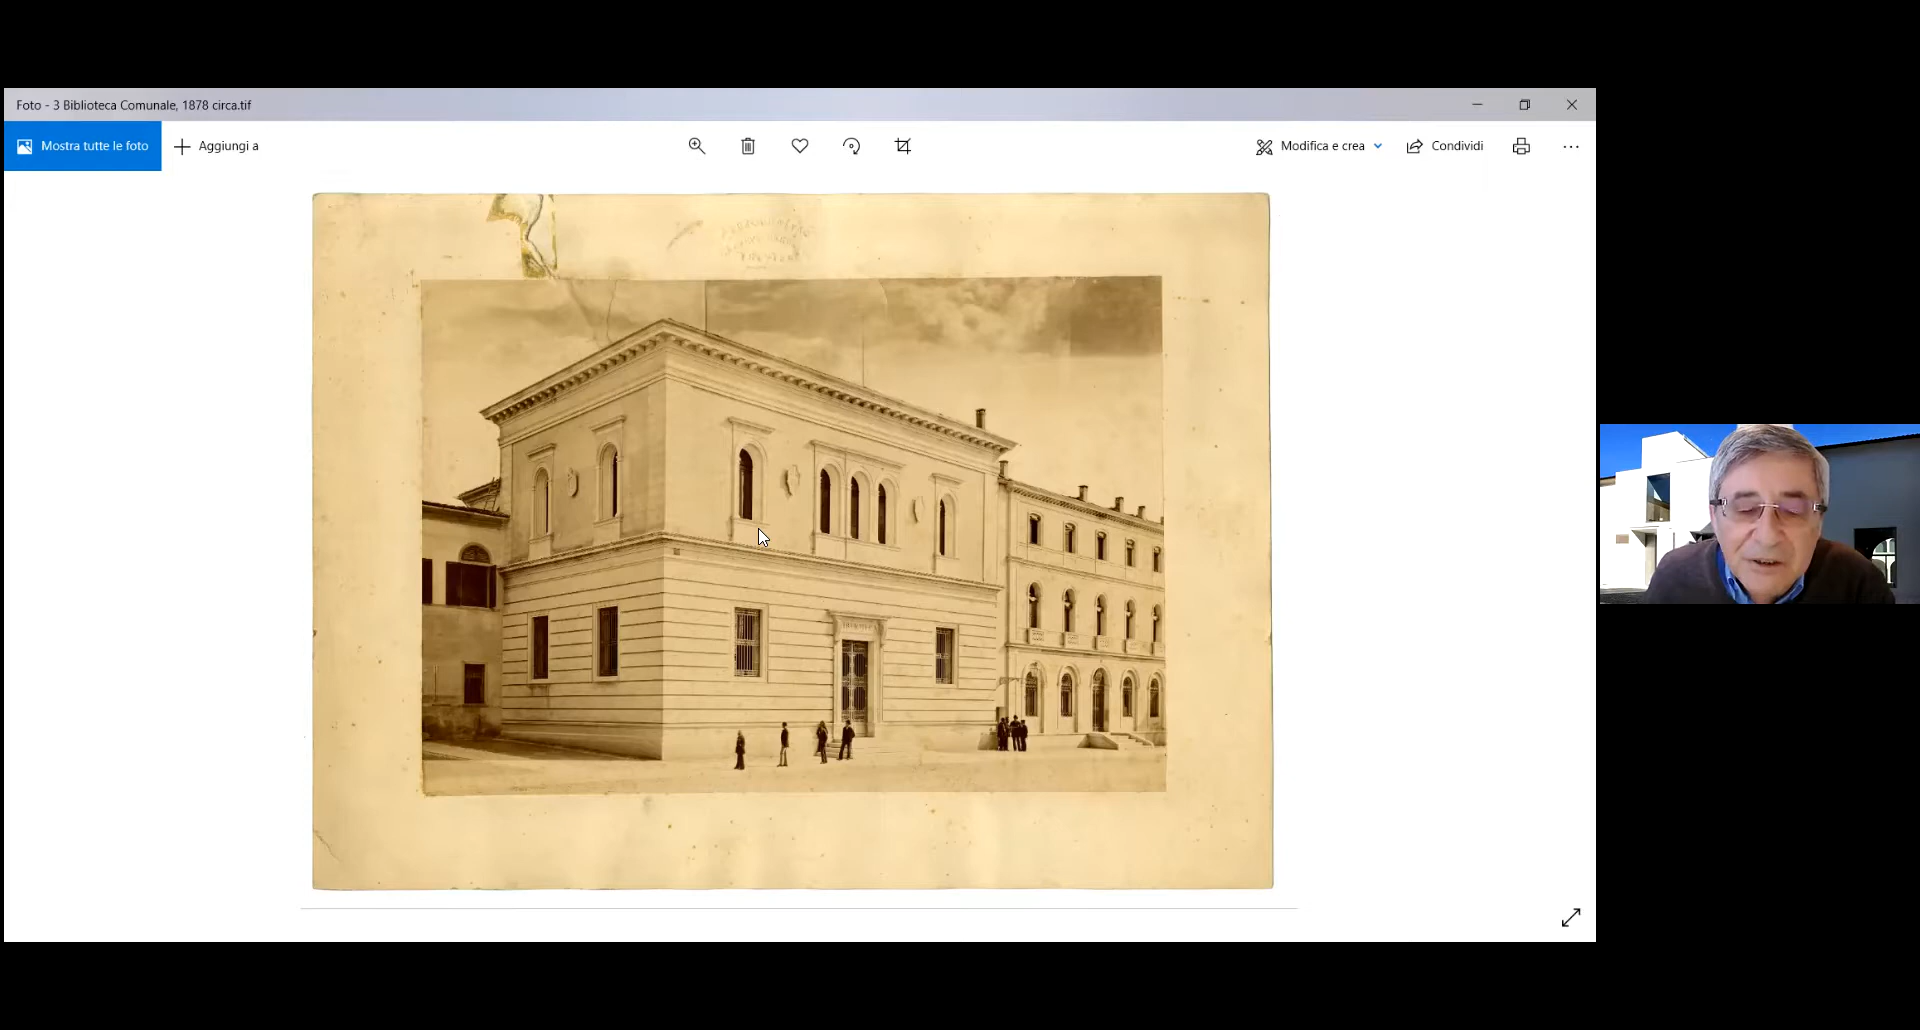 Foto - 3 Biblioteca Comunale, 1878 circa.tif
Mostra tutte le foto
Aggiungi a
Modifica e crea
Condividi